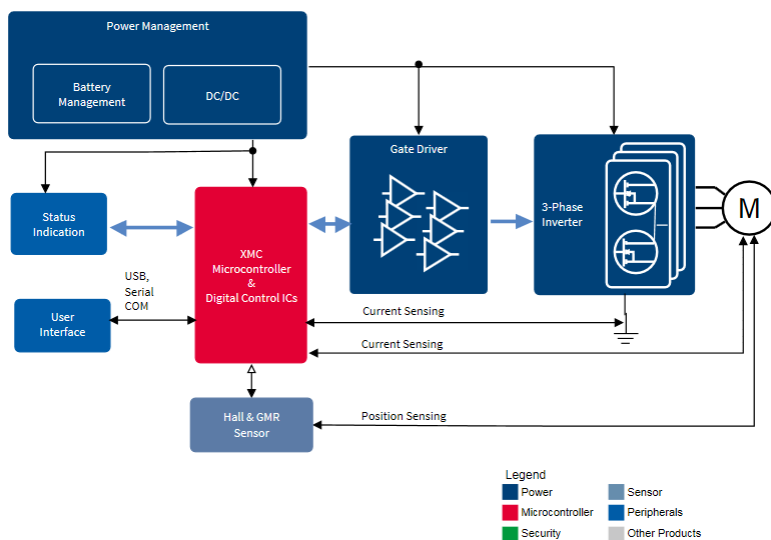 Power Management
Battery
Management
DC/DC
Gate Driver
3-Phase
Inverter
M
Status
Indication
XMC
Microcontroller
&
Digital Control ICs
USB,
Serial
COM
User
Interface
Current Sensing
Current Sensing
Hall & GMR
Sensor
Position Sensing
Legend
Power
Sensor
Microcontroller
Peripherals
Security
Other Products